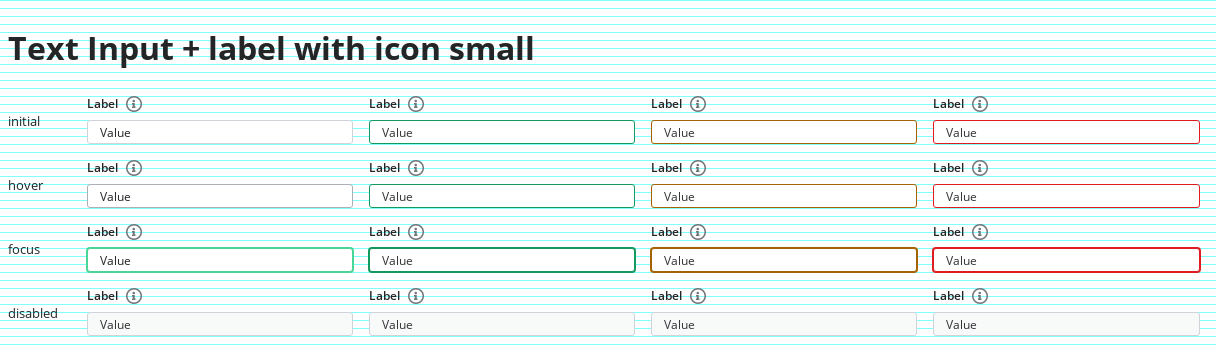 Text Input + label with icon small
Label Label Label Label
initial Value Value Value Value
Label Label Label Label
hover Value Value Value Value
Label Label Label Label
focus Value Value Value Value
Label Label Label Label
disabled Value Value Value Value